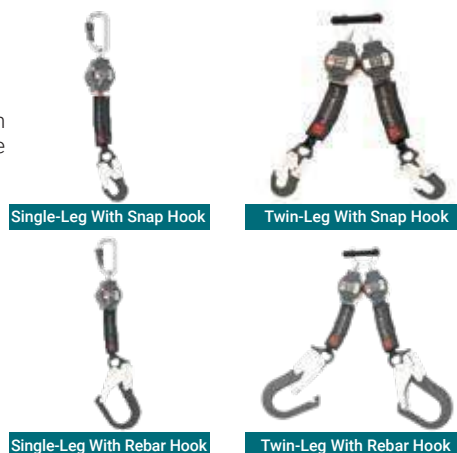 Single-Leg With Snap Hook
Twin-Leg With Snap Hook
Single-Leg With Rebar Hook
Twin-Leg With Rebar Hook